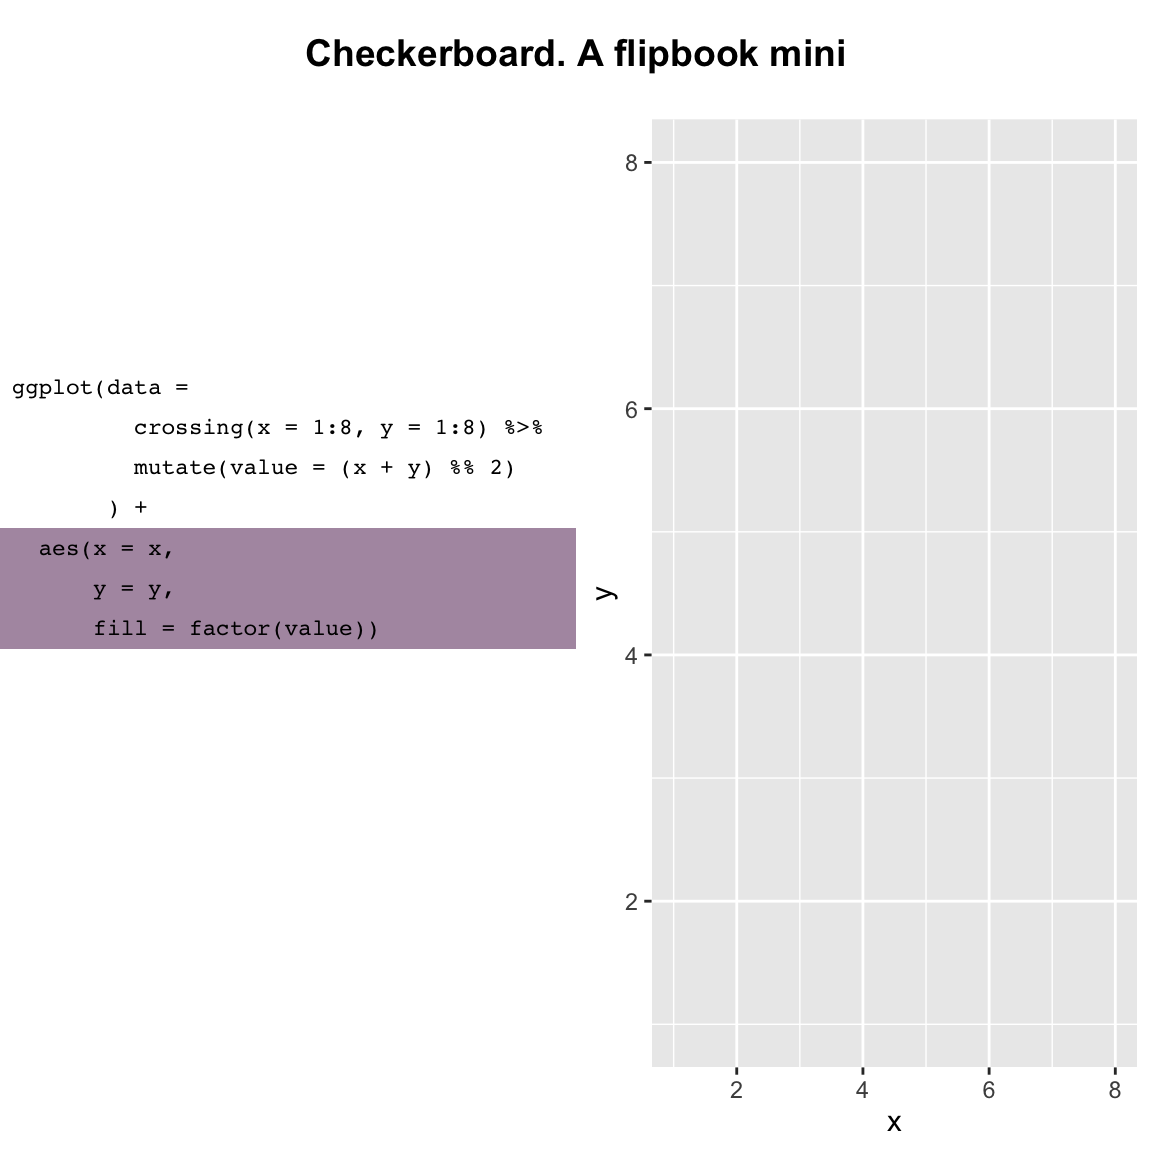 Checkerboard. A flipbook mini
ggplot(data =
crossing(x = 1:8, y = 1:8) %>%
mutate(value = (x + y) %% 2)
) +
aes(x = x,
y = y,
fill = factor(value))
y
8
6
4
2
2 4 6 8
x